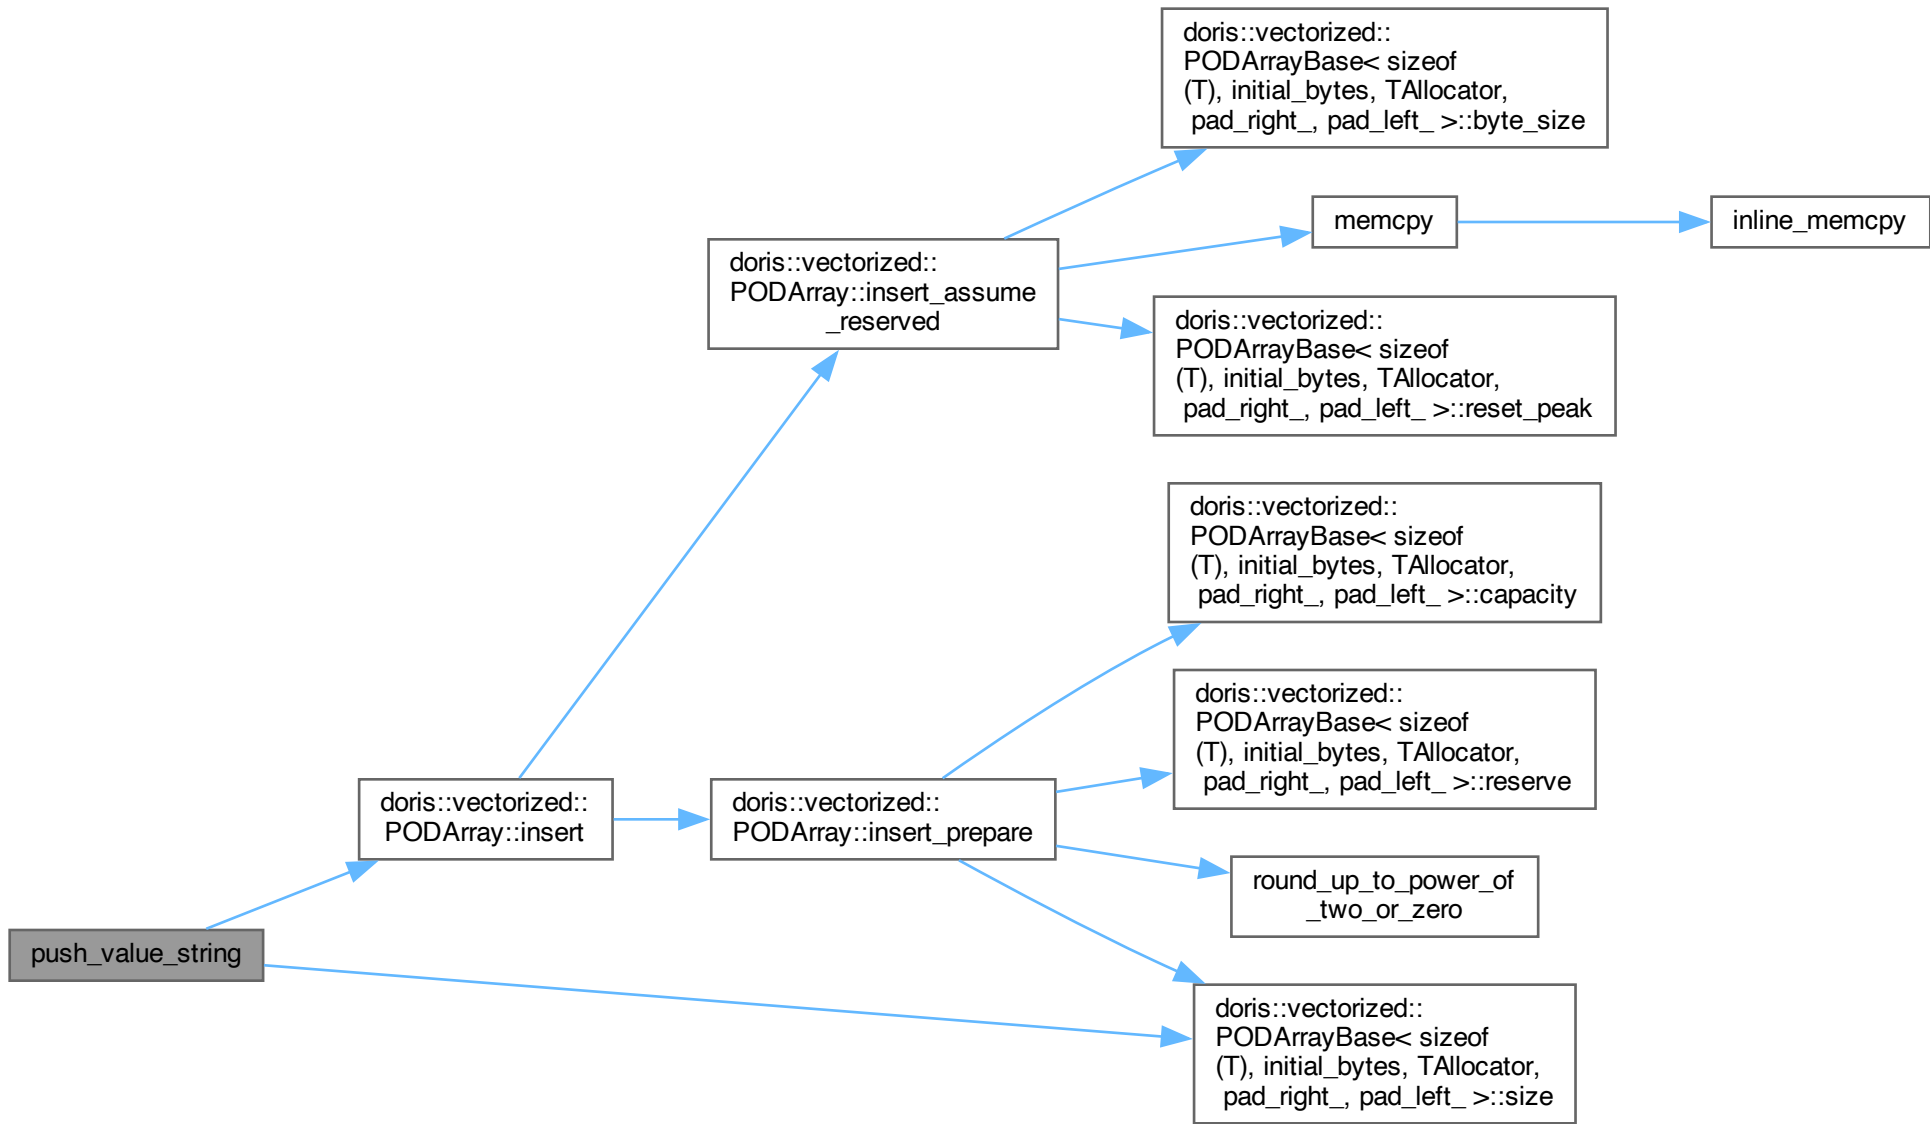 doris::vectorized::
PODArrayBase< sizeof
(T), initial_bytes, TAllocator,
pad_right_, pad_left_ >::byte_size
memcpy
inline_memcpy
doris::vectorized::
PODArray::insert_assume
_reserved
doris::vectorized::
PODArrayBase< sizeof
(T), initial_bytes, TAllocator,
pad_right_, pad_left_ >::reset_peak
doris::vectorized::
PODArrayBase< sizeof
(T), initial_bytes, TAllocator,
pad_right_, pad_left_ >::capacity
doris::vectorized::
PODArrayBase< sizeof
(T), initial_bytes, TAllocator,
pad_right_, pad_left_ >::reserve
doris::vectorized::
PODArray::insert
doris::vectorized::
PODArray::insert_prepare
round_up_to_power_of
_two_or_zero
push_value_string
doris::vectorized::
PODArrayBase< sizeof
(T), initial_bytes, TAllocator,
pad_right_, pad_left_ >::size